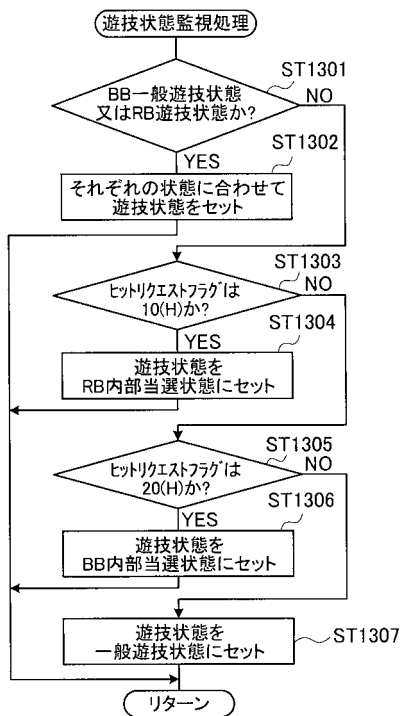 遊技状態監視処理
ST1301
BB一般遊技状態
又はRB遊技状態か?
NO
YES
ST1302
それぞれの状態に合わせて
遊技状態をセット
ST1303
ヒットリクエストフラグは
10(H)か?
NO
YES
ST1304
遊技状態を
RB内部当選状態にセット
ST1305
ヒットリクエストフラグは
20(H)か?
NO
YES
ST1306
遊技状態を
BB内部当選状態にセット
遊技状態を
一般遊技状態にセット
ST1307
リターン